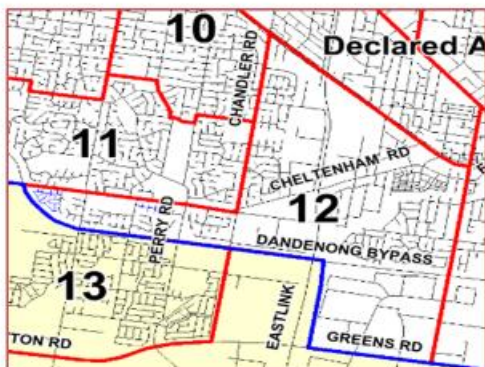 10
Declared A
CHANDLER RD
11
CHELTENHAM RD
12
PERRY RD
DANDENONG BYPASS
13
EASTLINK
TON RD
GREENS RD